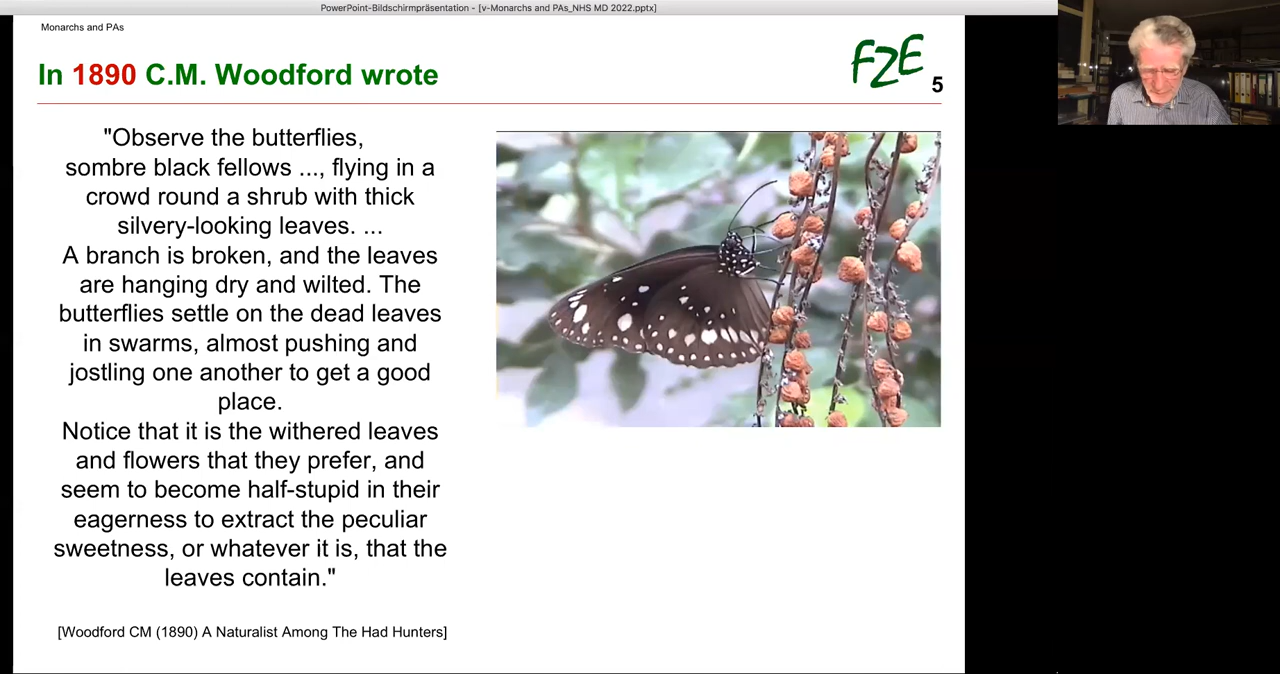 PowerPoint-Bildschirmpräsentation - [v-Monarchs and PAs_NHS MD 2022.pptx]
Monarchs and PAs
In 1890 C.M. Woodford wrote
FZE
5
"Observe the butterflies,
sombre black fellows ..., flying in a
crowd round a shrub with thick
silvery-looking leaves. ...
A branch is broken, and the leaves
are hanging dry and wilted. The
butterflies settle on the dead leaves
in swarms, almost pushing and
jostling one another to get a good
place.
Notice that it is the withered leaves
and flowers that they prefer, and
seem to become half-stupid in their
eagerness to extract the peculiar
sweetness, or whatever it is, that the
leaves contain."
[Woodford CM (1890) A Naturalist Among The Had Hunters]